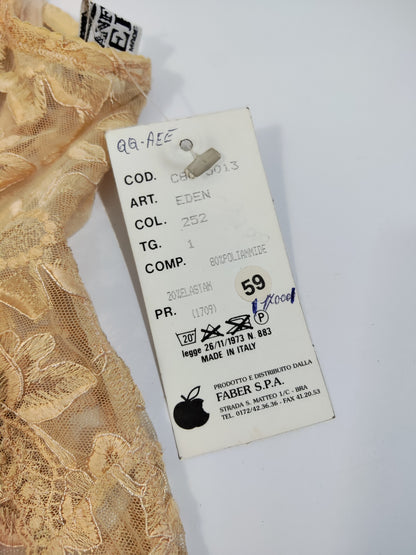 QQ-AEE
COD.
ART. EDEN
COL. 252
TG. 1
COMP. 80%POLIAMMIDE
20%ELASTAN
PR. (1709)
59
20°
P
legge 26/11/1973 N 883
MADE IN ITALY
PRODOTTO E DISTRIBUITO DALLA
FABER S.P.A.
STRADA S. MATTEO 1/C - BRA
TEL. 0172/42.36.36 - FAX 41.20.53